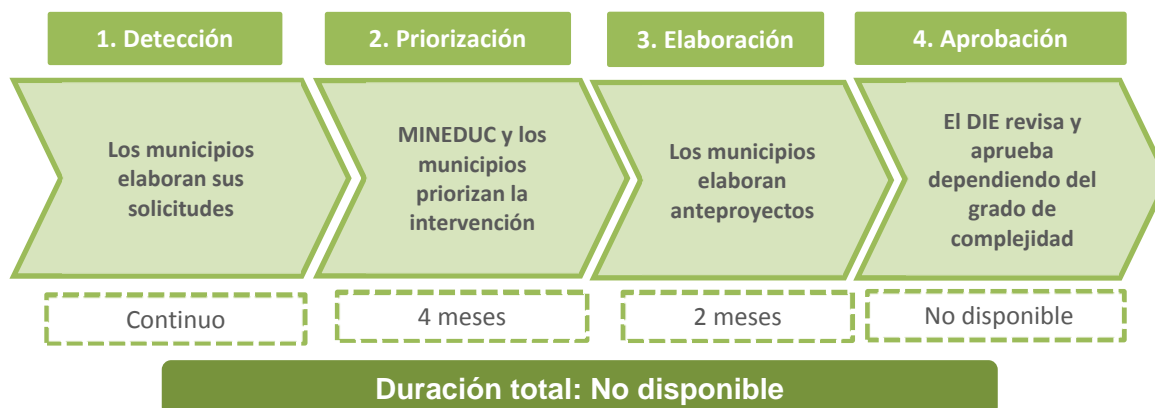 1. Detección
2. Priorización
3. Elaboración
4. Aprobación
Los municipios
elaboran sus
solicitudes
MINEDUC y los
municipios
priorizan la
intervención
Los municipios
elaboran
anteproyectos
El DIE revisa y
aprueba
dependiendo del
grado de
complejidad
Continuo
4 meses
2 meses
No disponible
Duración total: No disponible